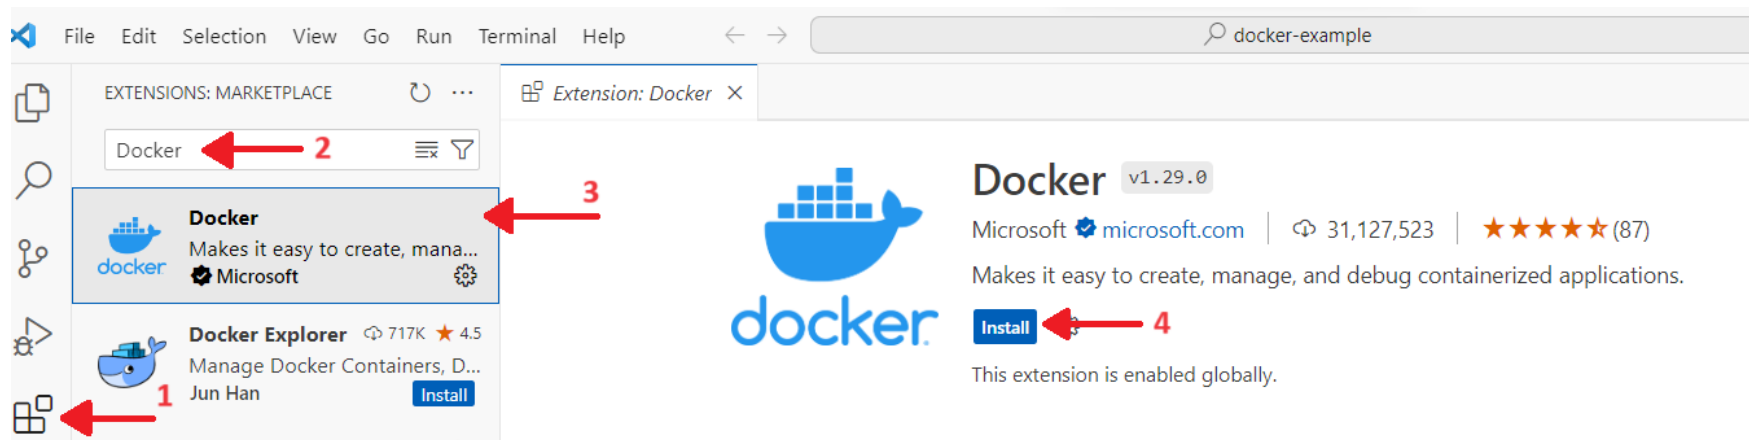 File Edit Selection View Go Run Terminal Help docker-example
EXTENSIONS: MARKETPLACE
Extension: Docker
Docker
2
Docker
Makes it easy to create, mana...
Microsoft
docker
3
Docker Explorer 717K 4.5
Manage Docker Containers, D...
Jun Han Install
1
docker
Docker v1.29.0
Microsoft microsoft.com 31,127,523 (87)
Makes it easy to create, manage, and debug containerized applications.
Install
4
This extension is enabled globally.